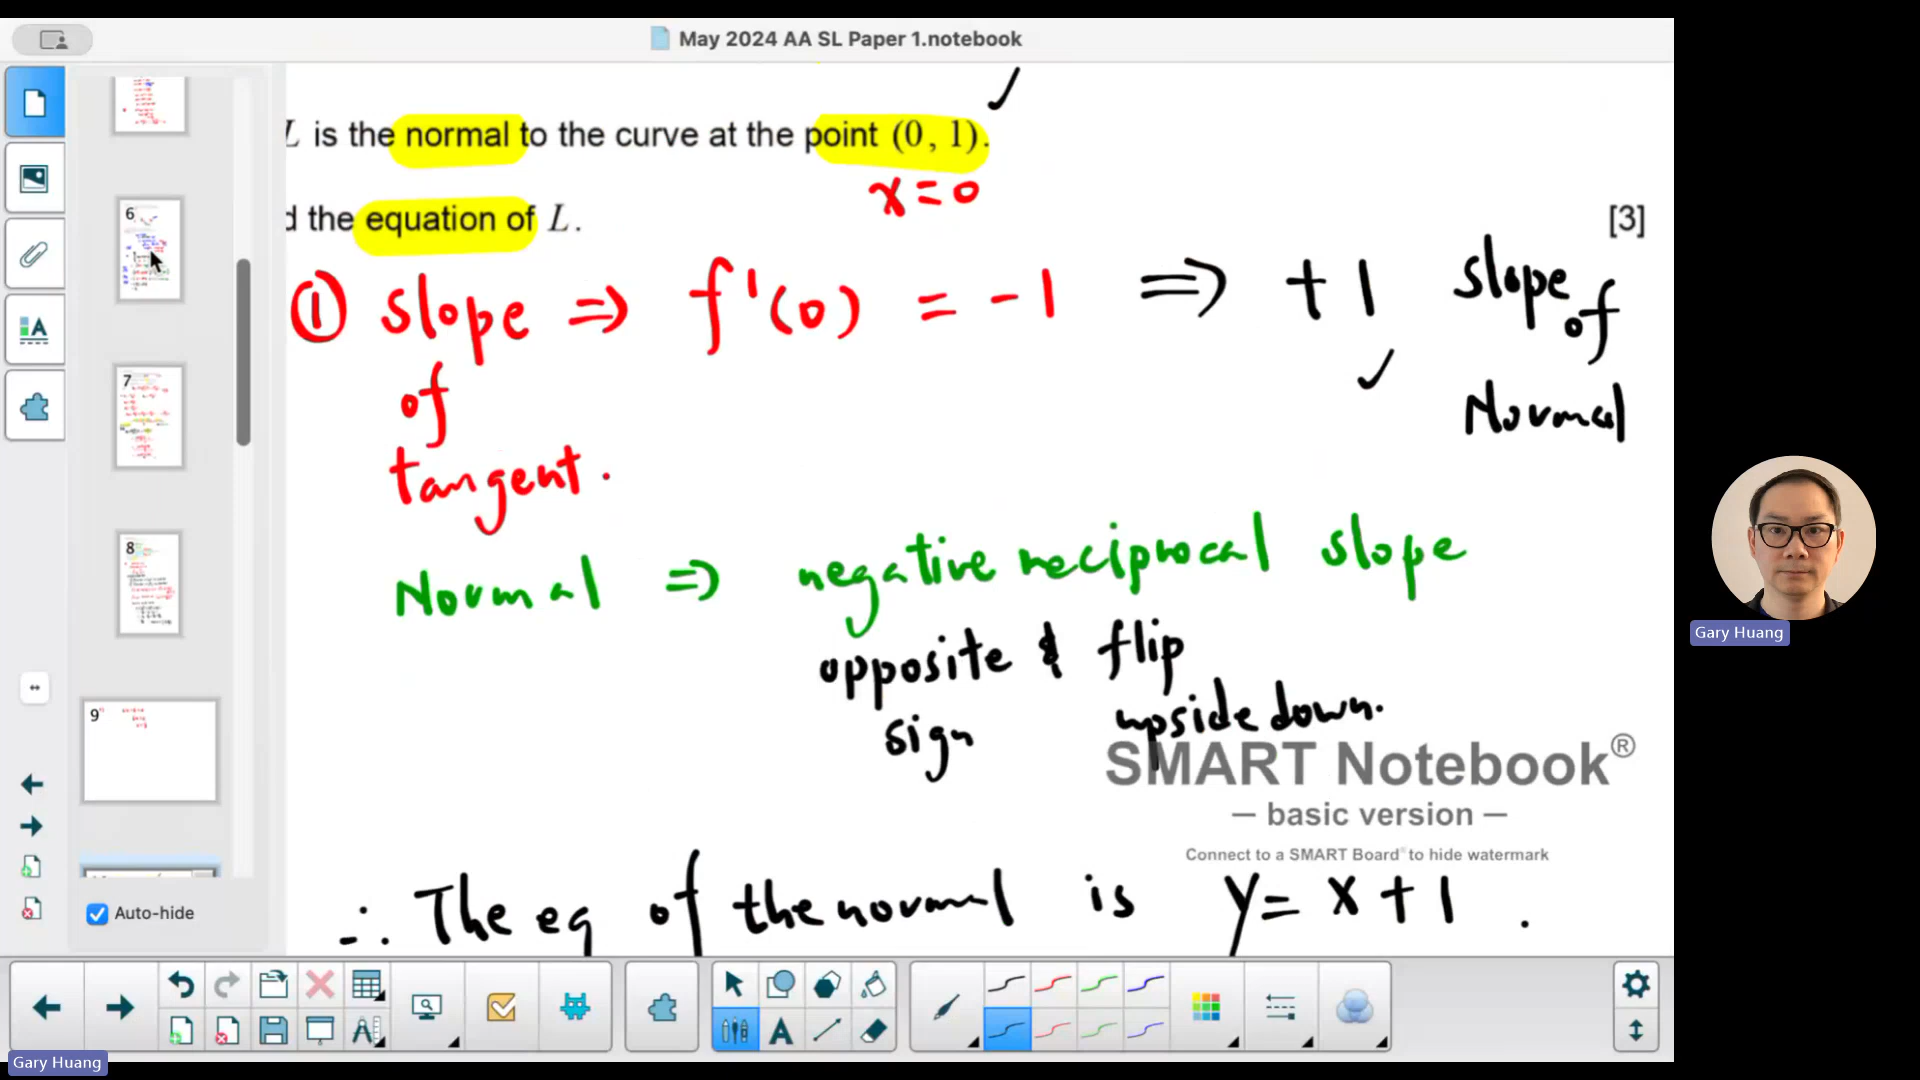 May 2024 AA SL Paper 1.notebook
L is the normal to the curve at the point (0, 1).
x = 0
d the equation of L.
[3]
① slope ⇒ f'(0) = -1 ⇒ +1 slope of Normal
of
tangent.
Normal ⇒ negative reciprocal slope
opposite & flip
sign upside down.
SMART Notebook®
— basic version —
Connect to a SMART Board® to hide watermark
∴ The eq of the normal is y = x + 1.
6
7
8
9
Auto-hide
Gary Huang
Gary Huang